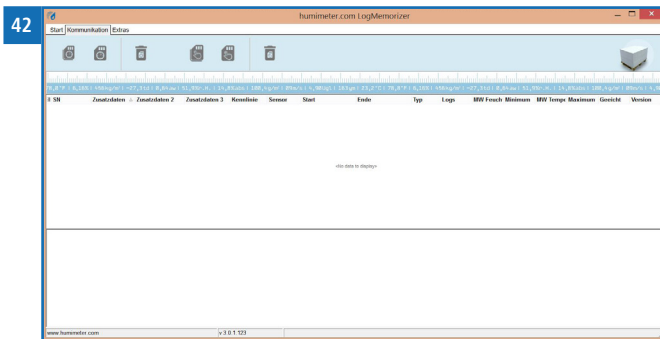 42
humimeter.com LogMemorizer
Start Kommunikation Extras
# SN Zusatzdaten Zusatzdaten 2 Zusatzdaten 3 Kennlinie Sensor Start Ende Typ Logs MW Feuch Minimum MW Temp Maximum Geeicht Version
<No data to display>
www.humimeter.com v 3.0.1.123